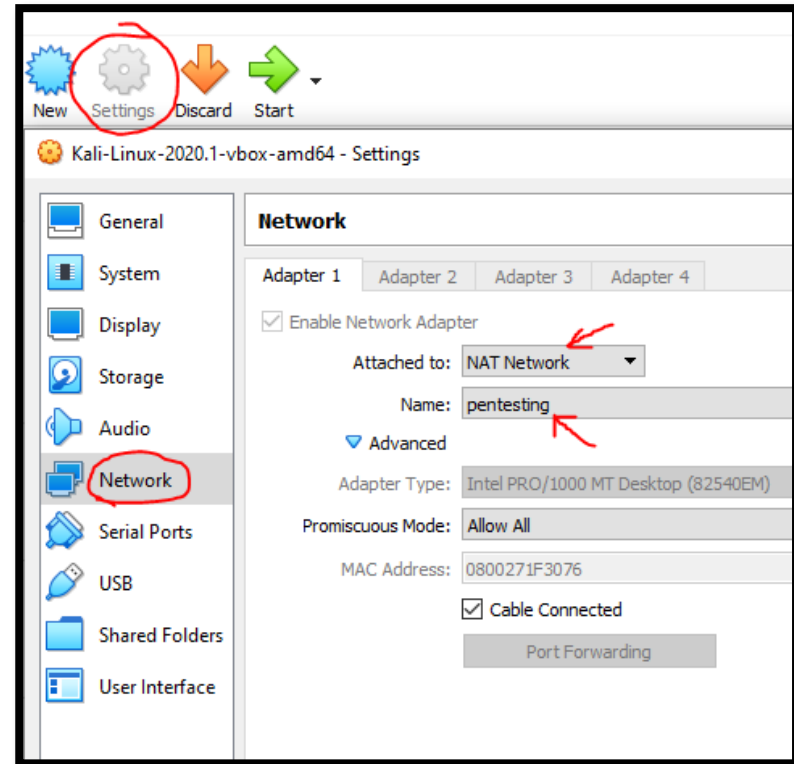 New Settings Discard Start
Kali-Linux-2020.1-vbox-amd64 - Settings
General
System
Display
Storage
Audio
Network
Serial Ports
USB
Shared Folders
User Interface
Network
Adapter 1 Adapter 2 Adapter 3 Adapter 4
Enable Network Adapter
Attached to: NAT Network
Name: pentesting
Advanced
Adapter Type: Intel PRO/1000 MT Desktop (82540EM)
Promiscuous Mode: Allow All
MAC Address: 0800271F3076
Cable Connected
Port Forwarding